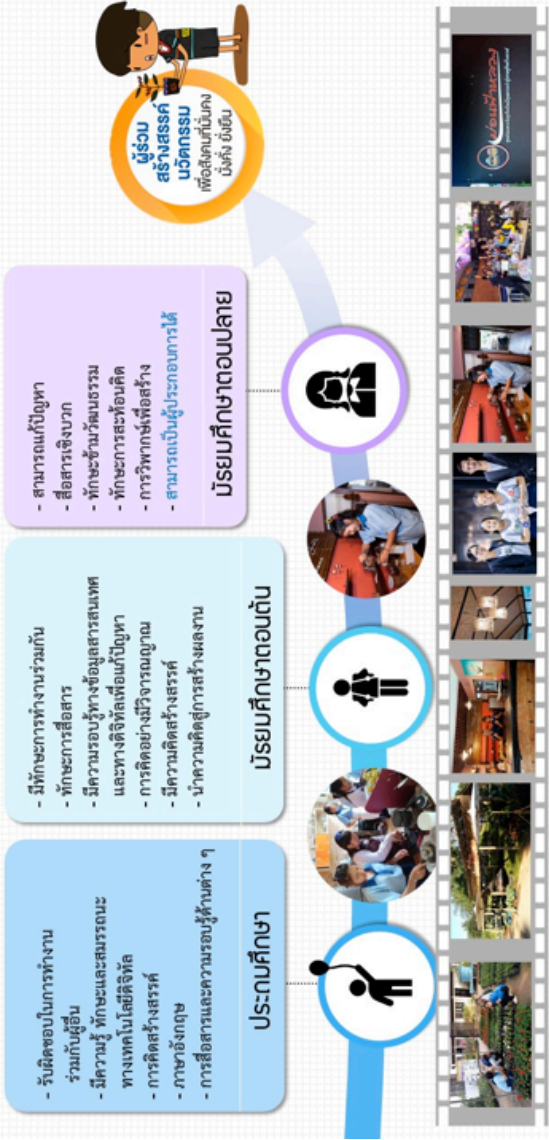 - รับผิดชอบในการทำงาน
ร่วมกับผู้อื่น
- มีความรู้ ทักษะและสมรรถนะ
ทางเทคโนโลยีดิจิทัล
- การคิดสร้างสรรค์
- ภาษาอังกฤษ
- การสื่อสารและความรอบรู้ด้านต่าง ๆ
ประถมศึกษา
- มีทักษะการทำงานร่วมกัน
- ทักษะการสื่อสาร
- มีความรอบรู้ทางข้อมูลสารสนเทศ
และทางดิจิทัลเพื่อแก้ปัญหา
- การคิดอย่างมีวิจารณญาณ
- มีความคิดสร้างสรรค์
- นำความคิดสู่การสร้างผลงาน
มัธยมศึกษาตอนต้น
- สามารถแก้ปัญหา
- สื่อสารเชิงบวก
- ทักษะข้ามวัฒนธรรม
- ทักษะการสะท้อนคิด
- การวิพากษ์เพื่อสร้าง
- สามารถเป็นผู้ประกอบการได้
มัธยมศึกษาตอนปลาย
ผู้ร่วม
สร้างสรรค์
นวัตกรรม
เพื่อสังคมที่มั่นคง
มั่งคั่ง ยั่งยืน